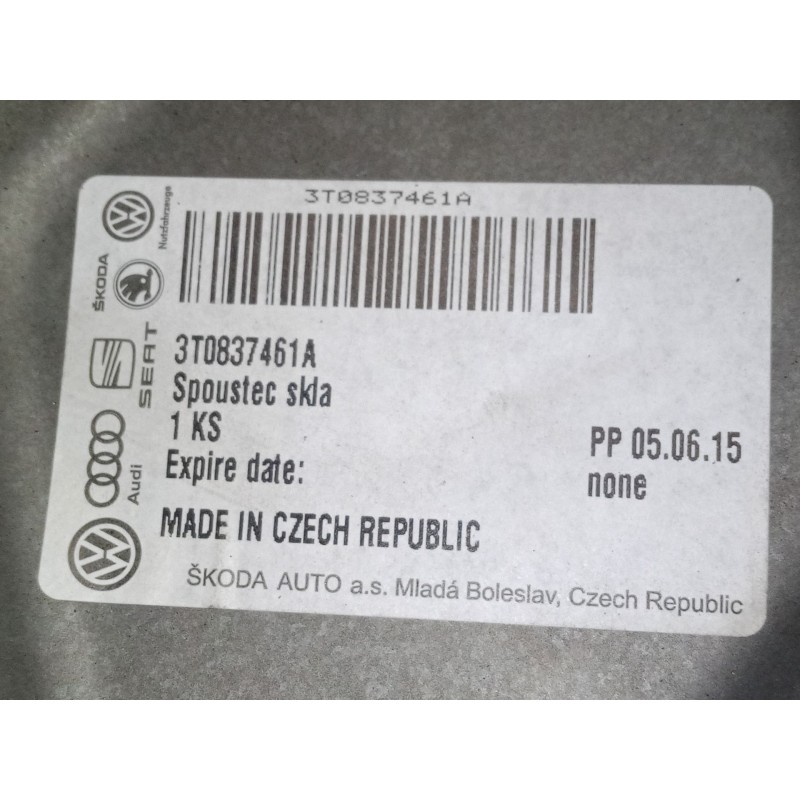 3T0837461A
Nutzfahrzeuge
ŠKODA
SEAT
Audi
3T0837461A
Spoustec skla
1 KS
Expire date:
PP 05.06.15
none
MADE IN CZECH REPUBLIC
ŠKODA AUTO a.s. Mladá Boleslav, Czech Republic